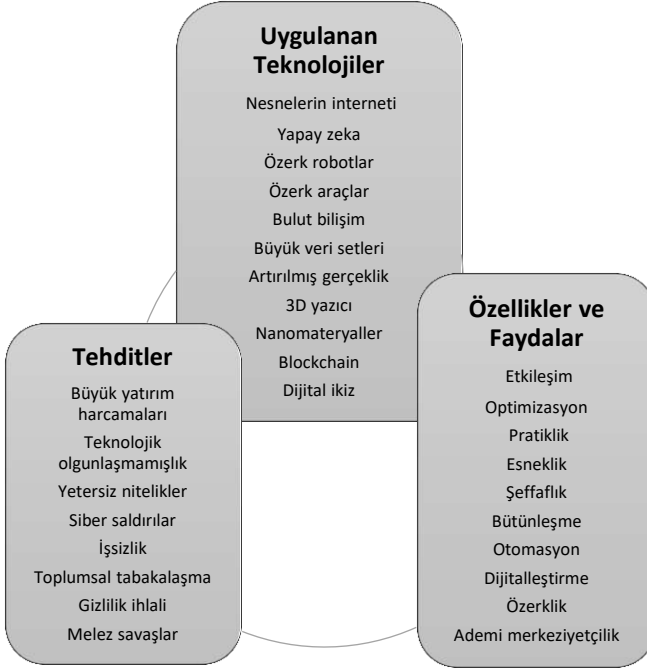 Uygulanan
Teknolojiler
Nesnelerin interneti
Yapay zeka
Özerk robotlar
Özerk araçlar
Bulut bilişim
Büyük veri setleri
Artırılmış gerçeklik
3D yazıcı
Nanomateryaller
Blockchain
Dijital ikiz
Tehditler
Büyük yatırım
harcamaları
Teknolojik
olgunlaşmamışlık
Yetersiz nitelikler
Siber saldırılar
İşsizlik
Toplumsal tabakalaşma
Gizlilik ihlali
Melez savaşlar
Özellikler ve
Faydalar
Etkileşim
Optimizasyon
Pratiklik
Esneklik
Şeffaflık
Bütünleşme
Otomasyon
Dijitalleştirme
Özerklik
Ademi merkeziyetçilik